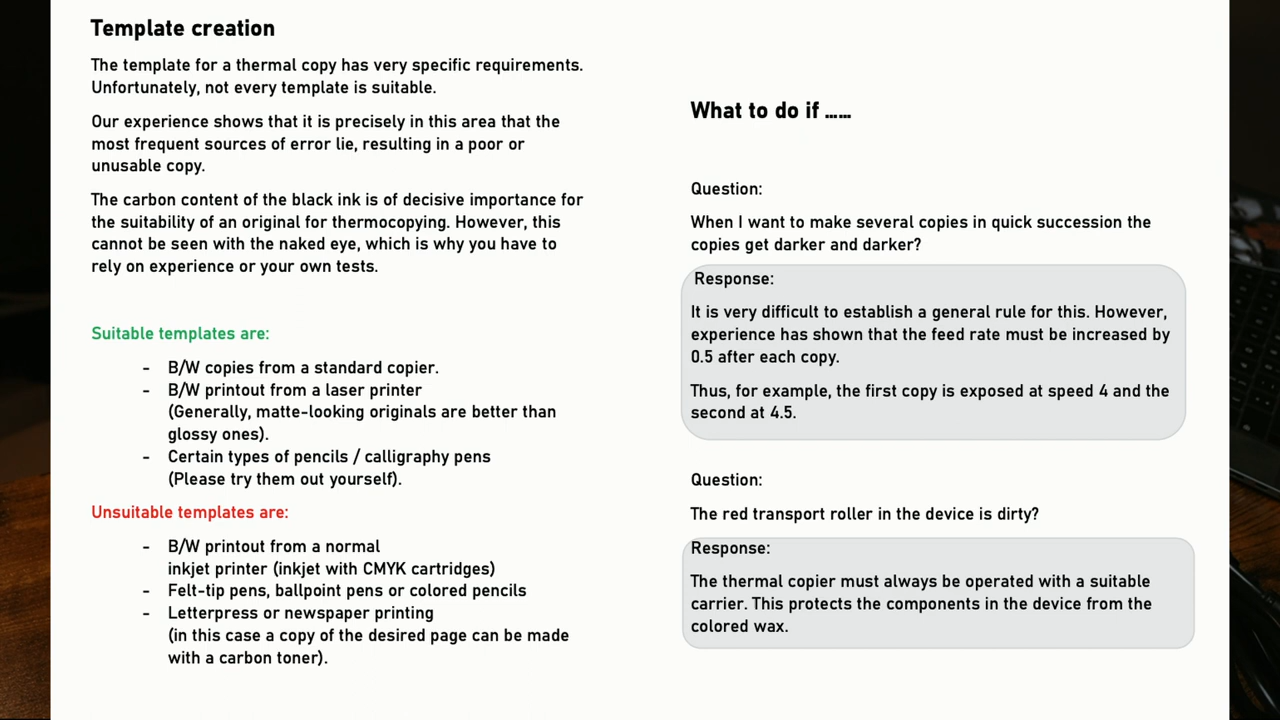 Template creation
The template for a thermal copy has very specific requirements.
Unfortunately, not every template is suitable.
Our experience shows that it is precisely in this area that the
most frequent sources of error lie, resulting in a poor or
unusable copy.
The carbon content of the black ink is of decisive importance for
the suitability of an original for thermocopying. However, this
cannot be seen with the naked eye, which is why you have to
rely on experience or your own tests.
Suitable templates are:
- B/W copies from a standard copier.
- B/W printout from a laser printer
(Generally, matte-looking originals are better than
glossy ones).
- Certain types of pencils / calligraphy pens
(Please try them out yourself).
Unsuitable templates are:
- B/W printout from a normal
inkjet printer (inkjet with CMYK cartridges)
- Felt-tip pens, ballpoint pens or colored pencils
- Letterpress or newspaper printing
(in this case a copy of the desired page can be made
with a carbon toner).
What to do if ......
Question:
When I want to make several copies in quick succession the
copies get darker and darker?
Response:
It is very difficult to establish a general rule for this. However,
experience has shown that the feed rate must be increased by
0.5 after each copy.
Thus, for example, the first copy is exposed at speed 4 and the
second at 4.5.
Question:
The red transport roller in the device is dirty?
Response:
The thermal copier must always be operated with a suitable
carrier. This protects the components in the device from the
colored wax.